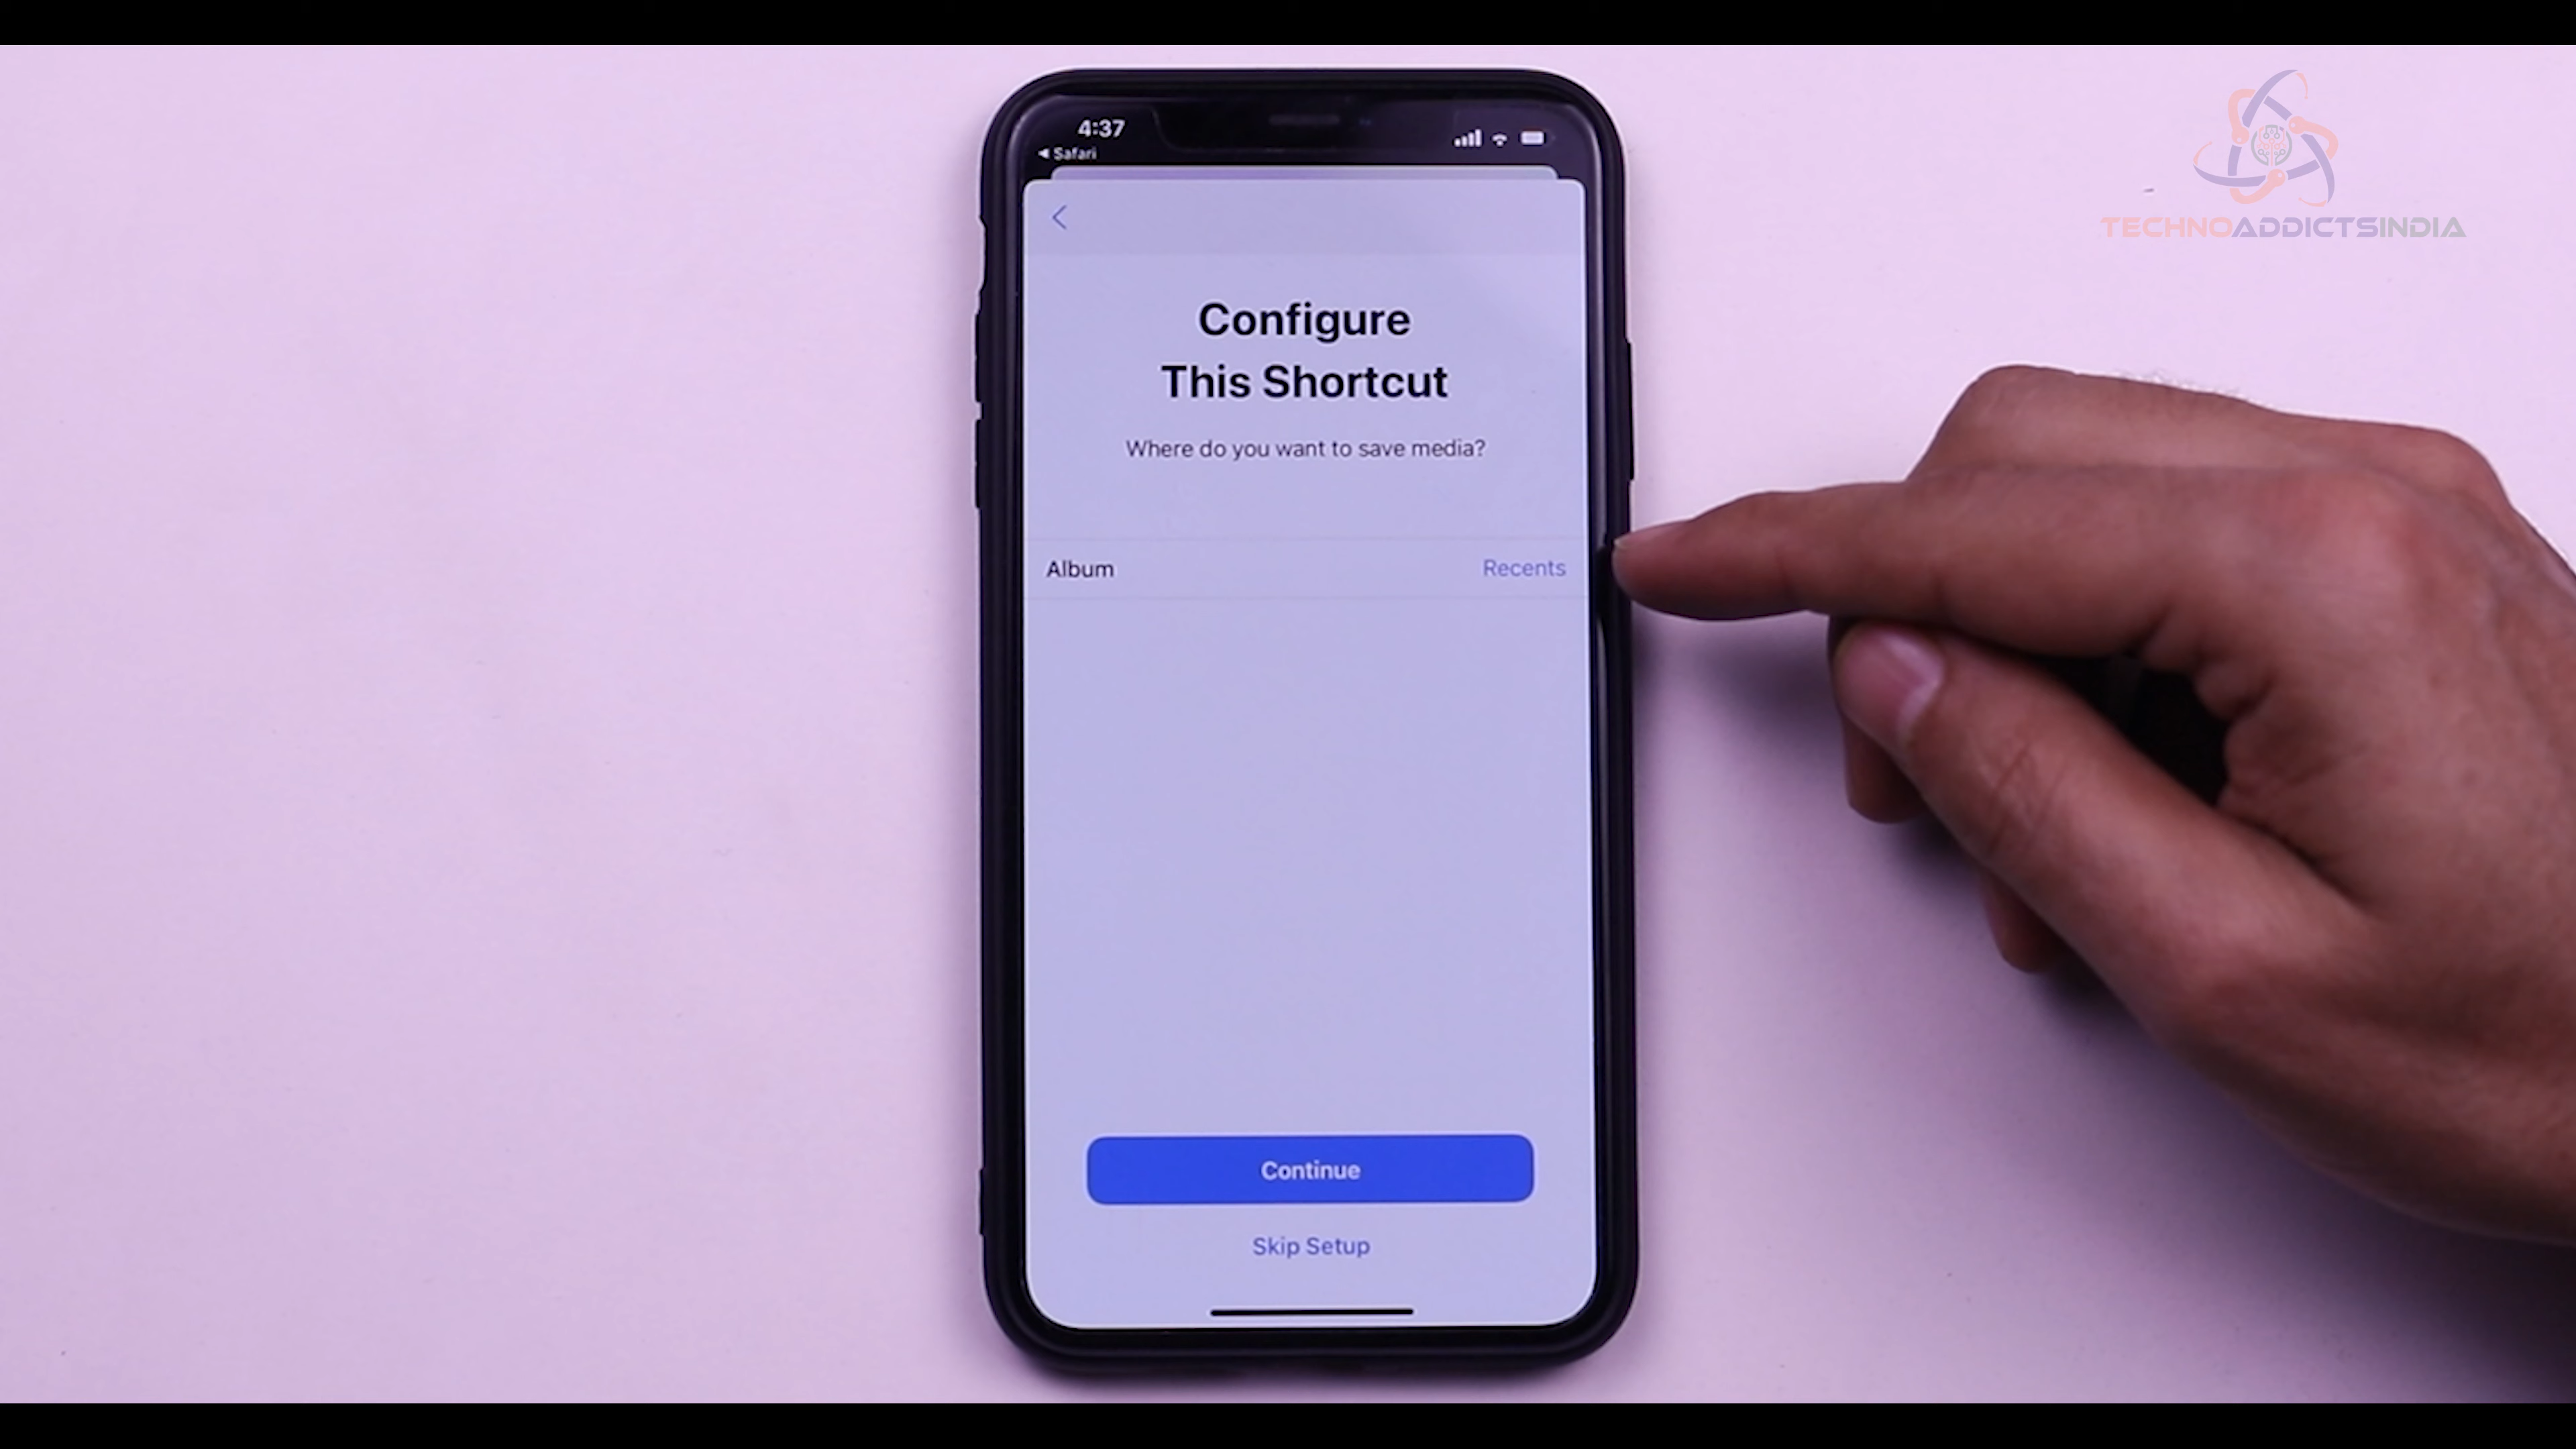 4:37
Safari
TECHNOADDICTSINDIA
Configure
This Shortcut
Where do you want to save media?
Album Recents
Continue
Skip Setup